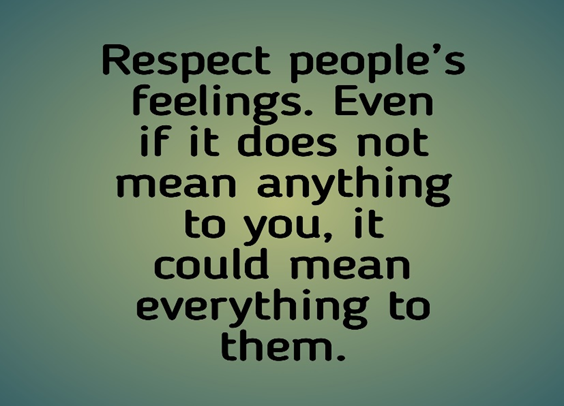 Respect people’s
feelings. Even
if it does not
mean anything
to you, it
could mean
everything to
them.